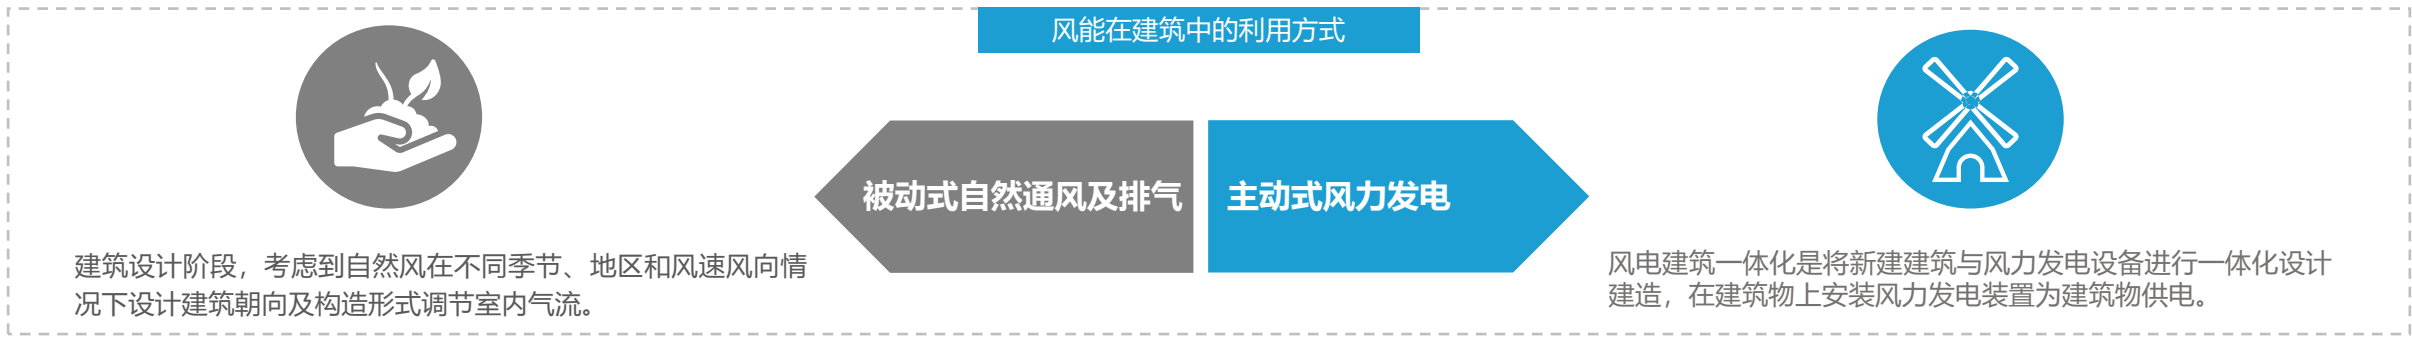 风能在建筑中的利用方式
被动式自然通风及排气
主动式风力发电
建筑设计阶段，考虑到自然风在不同季节、地区和风速风向情
况下设计建筑朝向及构造形式调节室内气流。
风电建筑一体化是将新建建筑与风力发电设备进行一体化设计
建造，在建筑物上安装风力发电装置为建筑物供电。